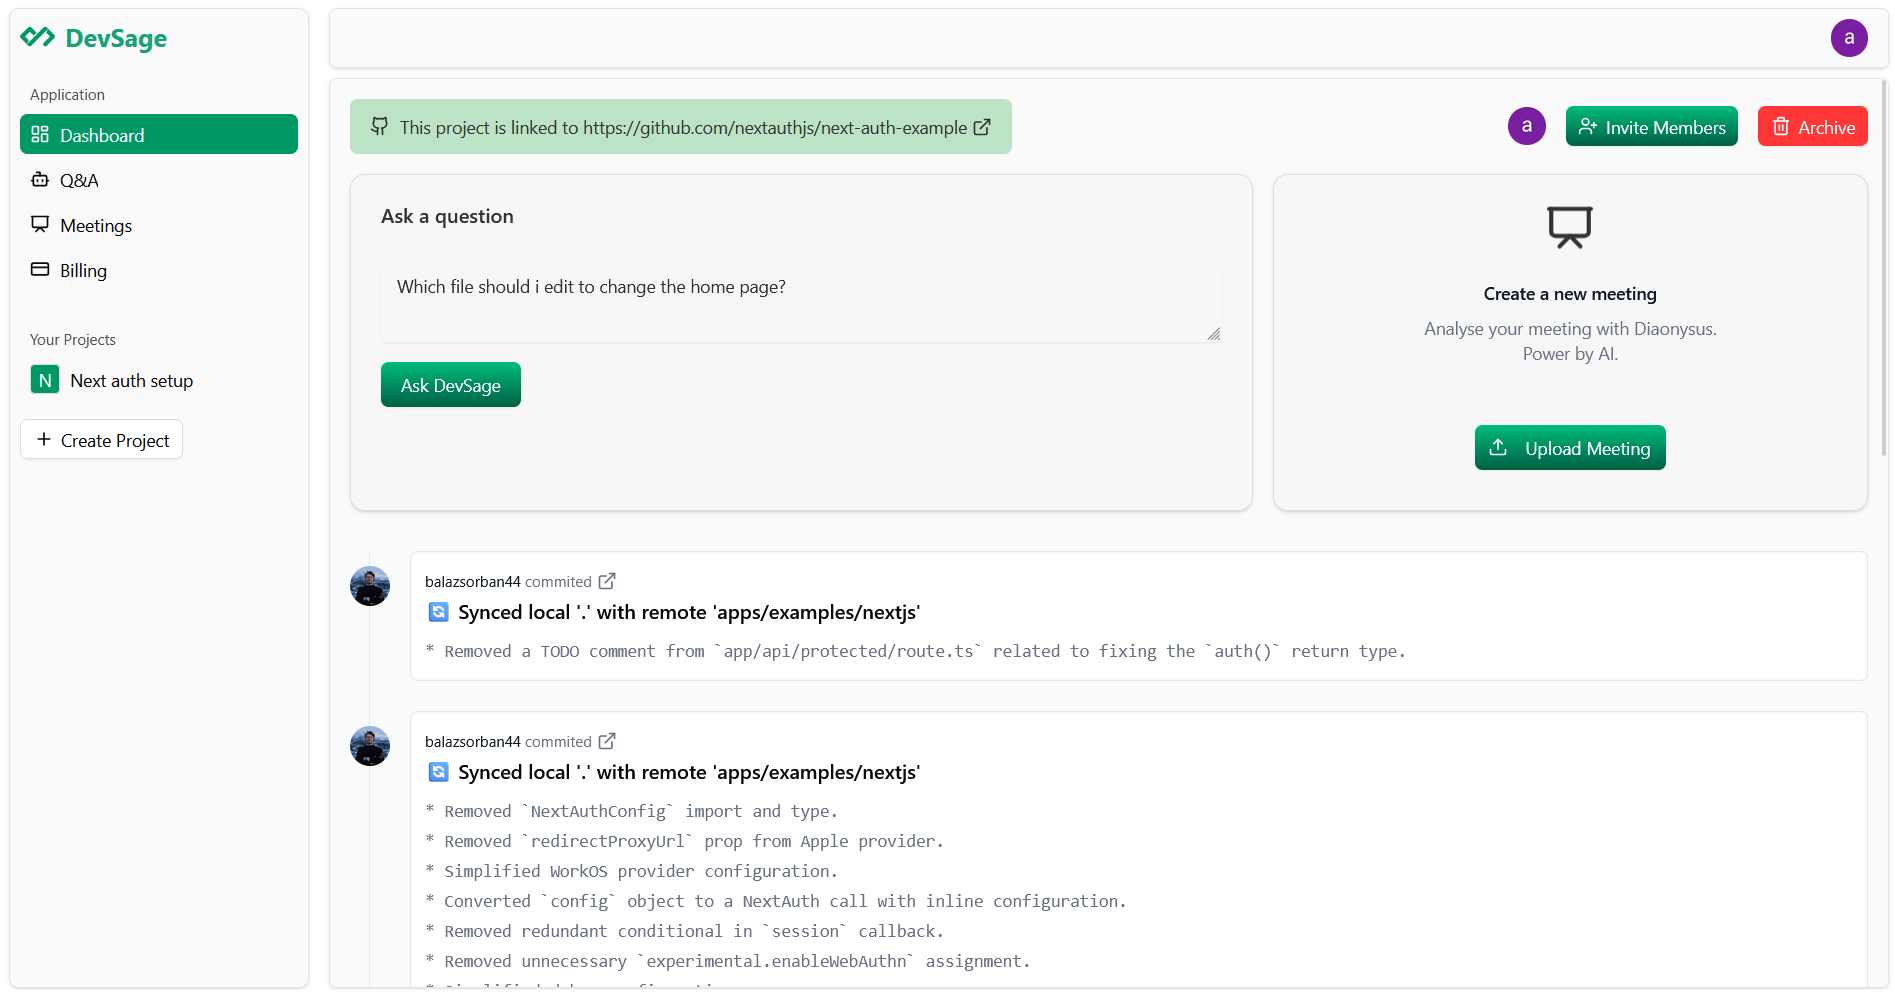 DevSage
a
Application
Dashboard
Q&A
Meetings
Billing
Your Projects
N Next auth setup
+ Create Project
This project is linked to https://github.com/nextauthjs/next-auth-example
a
Invite Members
Archive
Ask a question
Which file should i edit to change the home page?
Ask DevSage
Create a new meeting
Analyse your meeting with Diaonysus.
Power by AI.
Upload Meeting
balazsorban44 commited
Synced local '.' with remote 'apps/examples/nextjs'
* Removed a TODO comment from `app/api/protected/route.ts` related to fixing the `auth()` return type.
balazsorban44 commited
Synced local '.' with remote 'apps/examples/nextjs'
* Removed `NextAuthConfig` import and type.
* Removed `redirectProxyUrl` prop from Apple provider.
* Simplified WorkOS provider configuration.
* Converted `config` object to a NextAuth call with inline configuration.
* Removed redundant conditional in `session` callback.
* Removed unnecessary `experimental.enableWebAuthn` assignment.